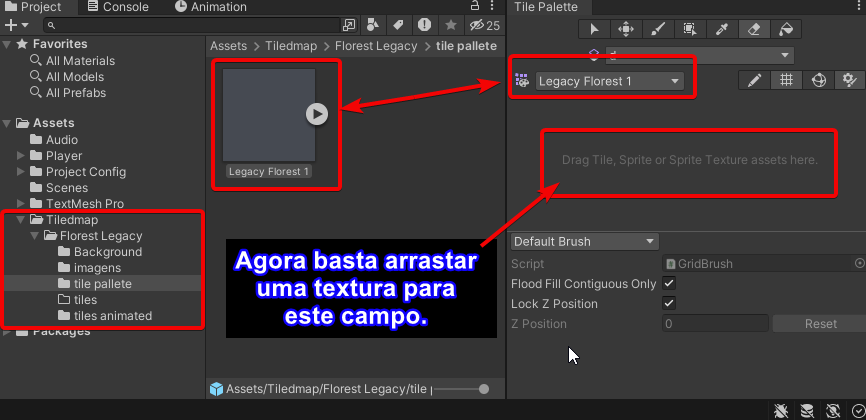 Project
Console
Animation
25
Favorites
All Materials
All Models
All Prefabs
Assets
Audio
Player
Project Config
Scenes
TextMesh Pro
Tiledmap
Florest Legacy
Background
imagens
tile pallete
tiles
tiles animated
Packages
Assets > Tiledmap > Florest Legacy > tile pallete
Legacy Florest 1
Agora basta arrastar
uma textura para
este campo.
Assets/Tiledmap/Florest Legacy/tile
Tile Palette
Legacy Florest 1
Drag Tile, Sprite or Sprite Texture assets here.
Default Brush
Script GridBrush
Flood Fill Contiguous Only
Lock Z Position
Z Position 0 Reset